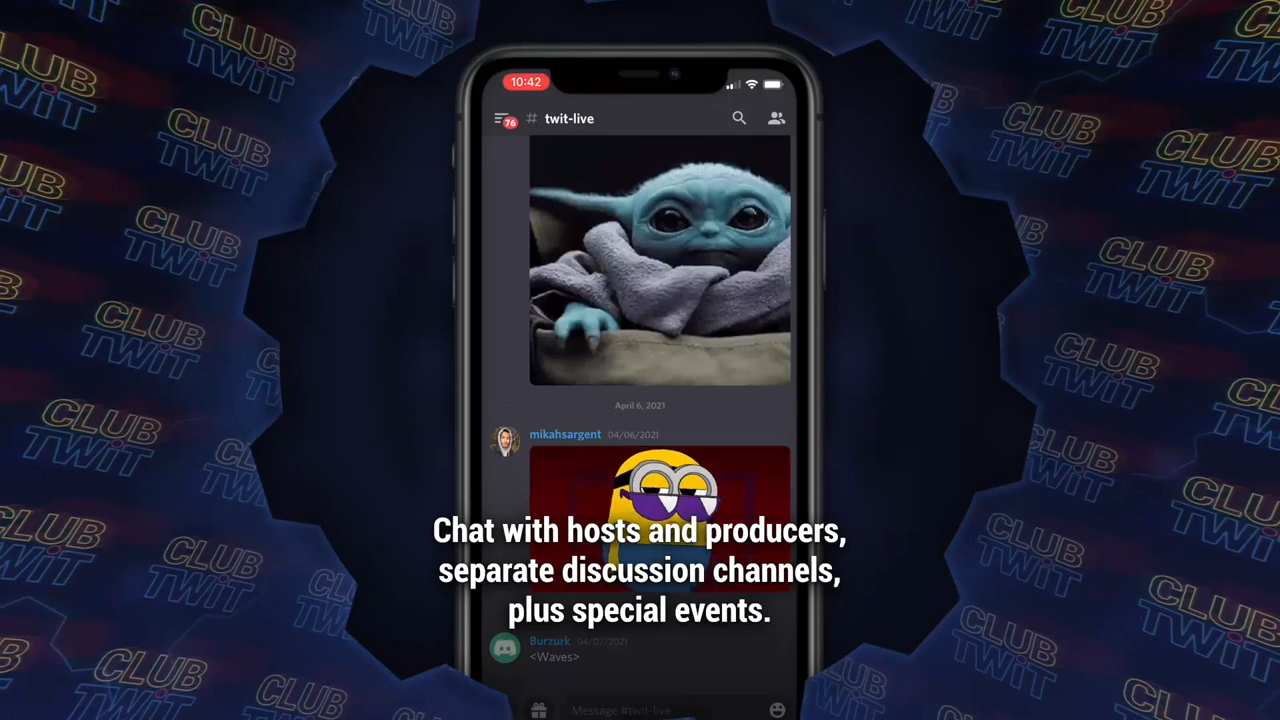 CLUB
TWiT
10:42
76
# twit-live
April 6, 2021
mikahsargent 04/06/2021
Chat with hosts and producers,
separate discussion channels,
plus special events.
Burzurk 04/07/2021
<Waves>
Message #twit-live